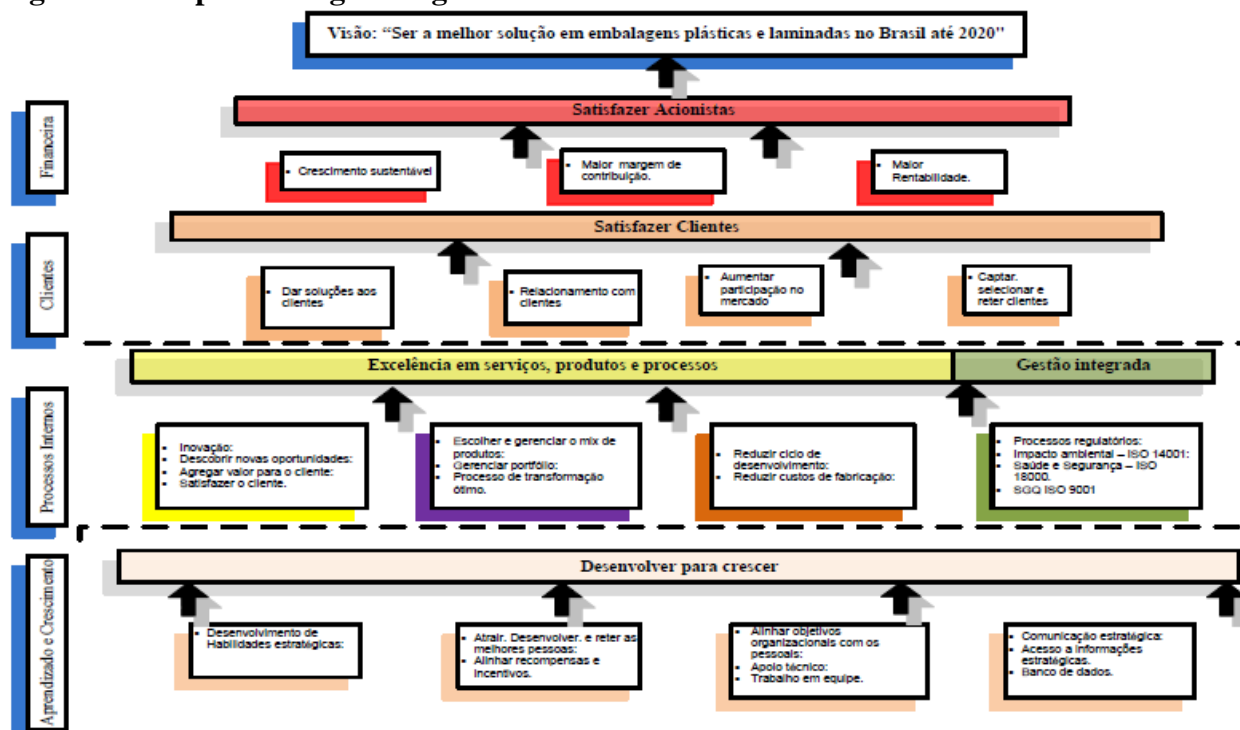 Visão: “Ser a melhor solução em embalagens plásticas e laminadas no Brasil até 2020"
Financeira
Satisfazer Acionistas
▪ Crescimento sustentável
▪ Maior margem de
contribuição.
▪ Maior
Rentabilidade.
Clientes
Satisfazer Clientes
▪ Dar soluções aos
clientes
▪ Relacionamento com
clientes
▪ Aumentar
participação no
mercado
▪ Captar.
selecionar e
reter clientes
Processos Internos
Excelência em serviços, produtos e processos
Gestão integrada
▪ Inovação:
▪ Descobrir novas oportunidades:
▪ Agregar valor para o cliente:
▪ Satisfazer o cliente.
▪ Escolher e gerenciar o mix de
produtos:
▪ Gerenciar portfólio:
▪ Processo de transformação
ótimo.
▪ Reduzir ciclo de
desenvolvimento:
▪ Reduzir custos de fabricação:
▪ Processos regulatórios:
▪ Impacto ambiental – ISO 14001:
▪ Saúde e Segurança – ISO
18000.
▪ SGQ ISO 9001
Aprendizado e Crescimento
Desenvolver para crescer
▪ Desenvolvimento de
Habilidades estratégicas:
▪ Atrair. Desenvolver. e reter as
melhores pessoas:
▪ Alinhar recompensas e
incentivos.
▪ Alinhar objetivos
organizacionais com os
pessoais:
▪ Apoio técnico:
▪ Trabalho em equipe.
▪ Comunicação estratégica:
▪ Acesso a informações
estratégicas.
▪ Banco de dados.